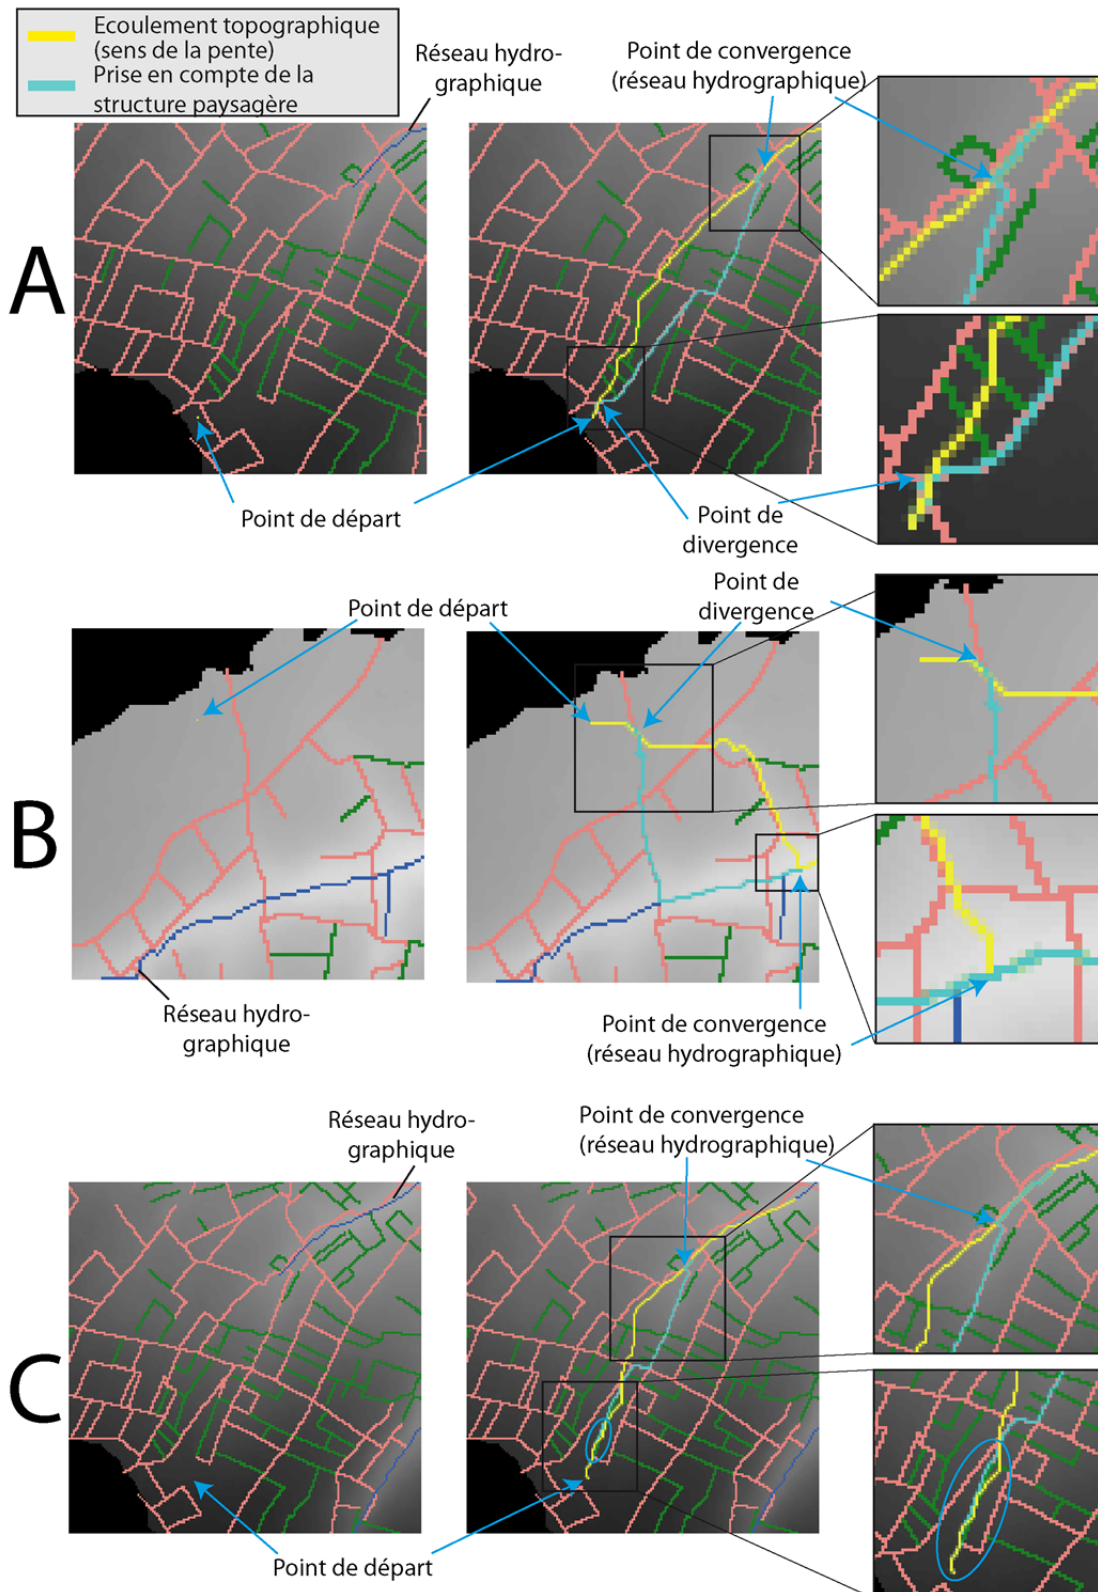 Ecoulement topographique
(sens de la pente)
Prise en compte de la
structure paysagère
Réseau hydro-
graphique
Point de convergence
(réseau hydrographique)
A
Point de départ
Point de
divergence
Point de
divergence
Point de départ
B
Réseau hydro-
graphique
Point de convergence
(réseau hydrographique)
Réseau hydro-
graphique
Point de convergence
(réseau hydrographique)
C
Point de départ